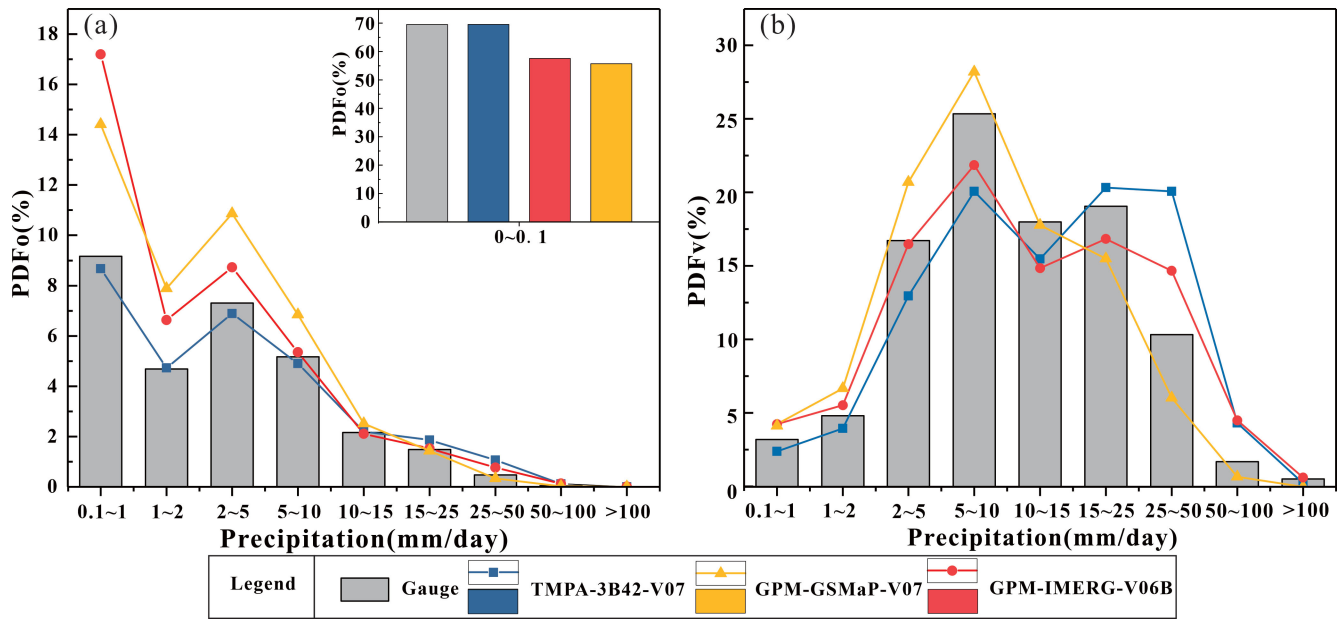 (a)
PDFo(%)
18
16
14
12
10
8
6
4
2
0
0.1~1 1~2 2~5 5~10 10~15 15~25 25~50 50~100 >100
Precipitation(mm/day)
PDFo(%)
70
60
50
40
30
20
10
0
0~0.1
(b)
PDFv(%)
30
25
20
15
10
5
0
0.1~1 1~2 2~5 5~10 10~15 15~25 25~50 50~100 >100
Precipitation(mm/day)
Legend Gauge TMPA-3B42-V07 GPM-GSMaP-V07 GPM-IMERG-V06B